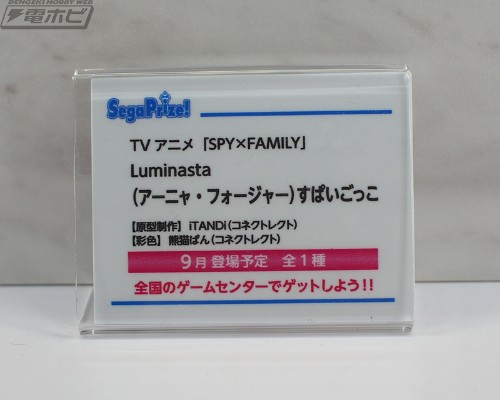 DENGEKI HOBBY WEB
電ホビ
SegaPrize!
TV アニメ「SPY×FAMILY」
Luminasta
(アーニャ・フォージャー)すぱいごっこ
【原型制作】 iTANDi(コネクトレクト)
【彩色】 熊猫ぱん(コネクトレクト)
9月 登場予定 全1種
全国のゲームセンターでゲットしよう!!